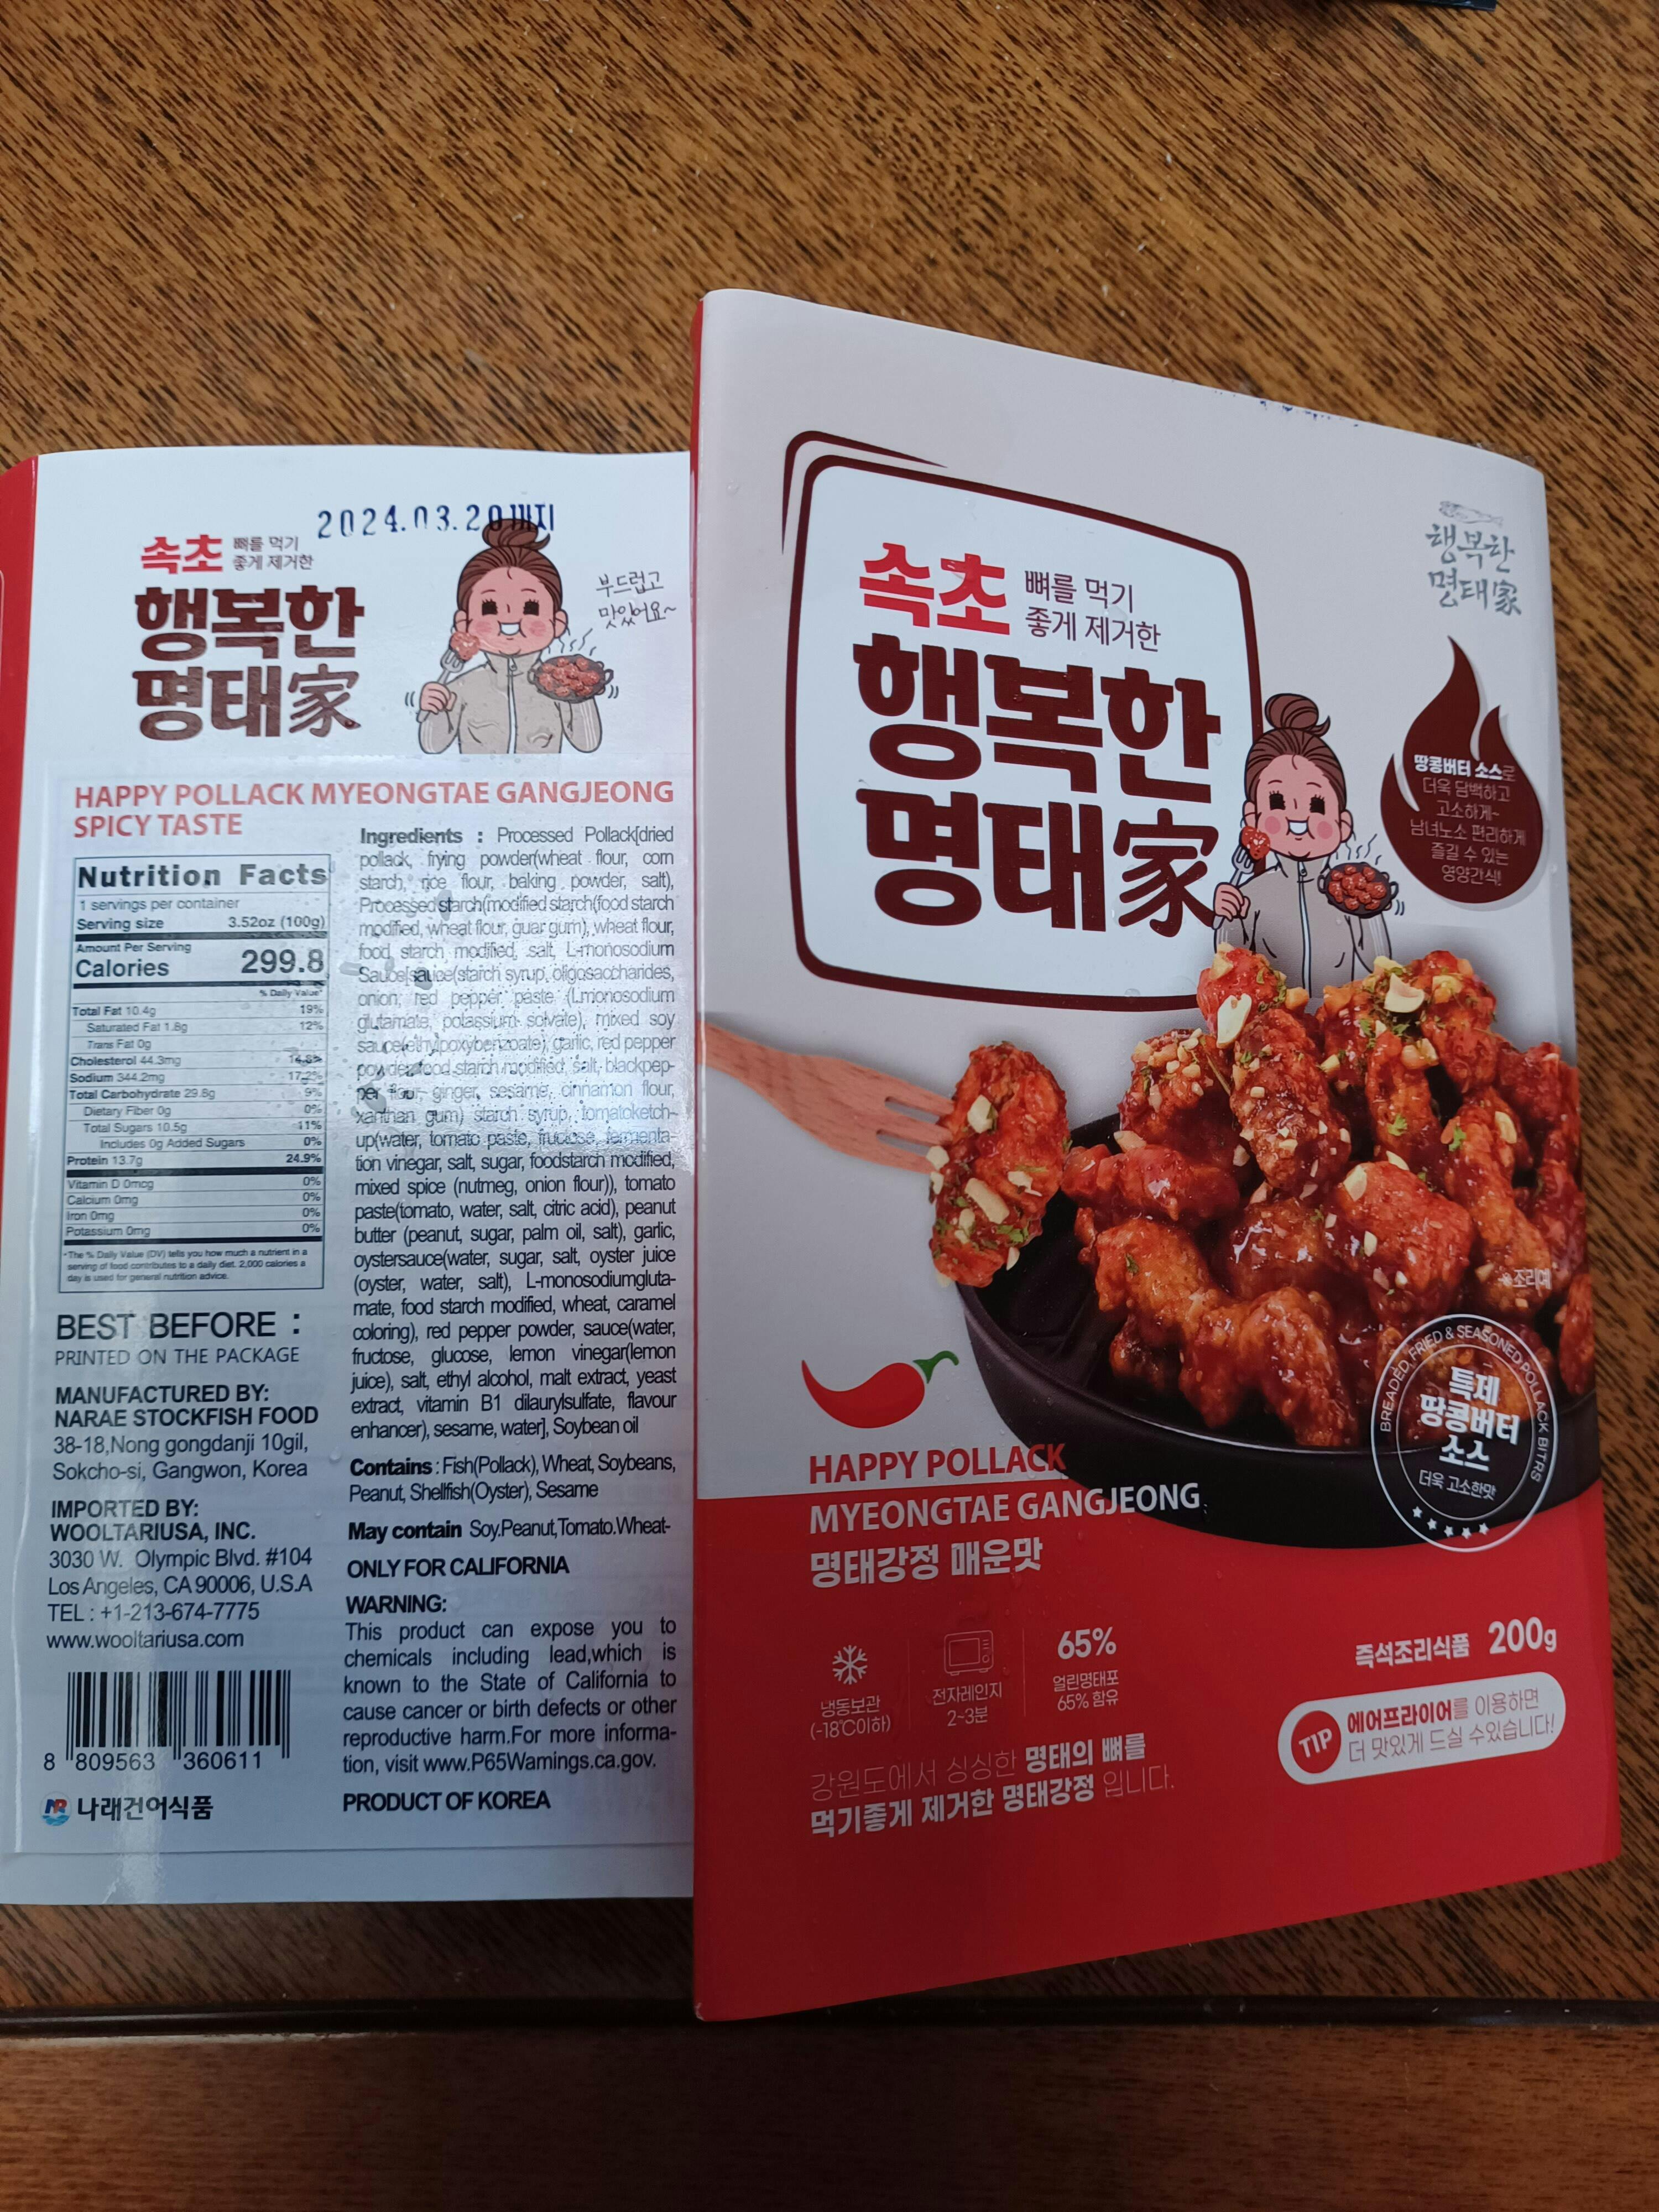 2024.03.20까지
속초 뼈를 먹기
좋게 제거한
행복한
명태家
부드럽고
맛있어요~
HAPPY POLLACK MYEONGTAE GANGJEONG
SPICY TASTE
Nutrition Facts
1 servings per container
Serving size 3.52oz (100g)
Amount Per Serving
Calories 299.8
% Daily Value*
Total Fat 10.4g 19%
Saturated Fat 1.8g 12%
Trans Fat 0g
Cholesterol 44.3mg 14.8%
Sodium 344.2mg 17.2%
Total Carbohydrate 29.8g 9%
Dietary Fiber 0g 0%
Total Sugars 10.5g 11%
Includes 0g Added Sugars 0%
Protein 13.7g 24.9%
Vitamin D 0mcg 0%
Calcium 0mg 0%
Iron 0mg 0%
Potassium 0mg 0%
*The % Daily Value (DV) tells you how much a nutrient in a
serving of food contributes to a daily diet. 2,000 calories a
day is used for general nutrition advice.
BEST BEFORE :
PRINTED ON THE PACKAGE
MANUFACTURED BY:
NARAE STOCKFISH FOOD
38-18,Nong gongdanji 10gil,
Sokcho-si, Gangwon, Korea
IMPORTED BY:
WOOLTARIUSA, INC.
3030 W. Olympic Blvd. #104
Los Angeles, CA 90006, U.S.A
TEL : +1-213-674-7775
www.wooltariusa.com
8 809563 360611
나래건어식품
Ingredients : Processed Pollack[dried
pollack, frying powder(wheat flour, corn
starch, rice flour, baking powder, salt),
Processed starch(modified starch(food starch
modified, wheat flour, guar gum), wheat flour,
food starch modified, salt, L-monosodium
sauce(starch syrup, oligosaccharides,
onion, red pepper paste (L-monosodium
glutamate, potassium solvate), mixed soy
sauce(ethylpoxybenzoate), garlic, red pepper
powder, food starch modified, salt, blackpep-
per flour, ginger, sesame, cinnamon flour,
xanthan gum) starch syrup, tomatoketch-
up(water, tomato paste, fructose, fermenta-
tion vinegar, salt, sugar, foodstarch modified,
mixed spice (nutmeg, onion flour)), tomato
paste(tomato, water, salt, citric acid), peanut
butter (peanut, sugar, palm oil, salt), garlic,
oystersauce(water, sugar, salt, oyster juice
(oyster, water, salt), L-monosodiumgluta-
mate, food starch modified, wheat, caramel
coloring), red pepper powder, sauce(water,
fructose, glucose, lemon vinegar(lemon
juice), salt, ethyl alcohol, malt extract, yeast
extract, vitamin B1 dilaurylsulfate, flavour
enhancer), sesame, water], Soybean oil
Contains : Fish(Pollack), Wheat, Soybeans,
Peanut, Shellfish(Oyster), Sesame
May contain Soy.Peanut,Tomato.Wheat-
ONLY FOR CALIFORNIA
WARNING:
This product can expose you to
chemicals including lead,which is
known to the State of California to
cause cancer or birth defects or other
reproductive harm.For more informa-
tion, visit www.P65Warnings.ca.gov.
PRODUCT OF KOREA
행복한
명태家
속초 뼈를 먹기
좋게 제거한
행복한
명태家
땅콩버터 소스로
더욱 담백하고
고소하게~
남녀노소 편리하게
즐길 수 있는
영양간식!
※조리예
BREADED, FRIED & SEASONED POLLACK BITRS
특제
땅콩버터
소스
더욱 고소한맛
HAPPY POLLACK
MYEONGTAE GANGJEONG
명태강정 매운맛
냉동보관
(-18℃이하)
전자레인지
2~3분
65%
얼린명태포
65% 함유
즉석조리식품 200g
TIP 에어프라이어를 이용하면
더 맛있게 드실 수있습니다!
강원도에서 싱싱한 명태의 뼈를
먹기좋게 제거한 명태강정 입니다.